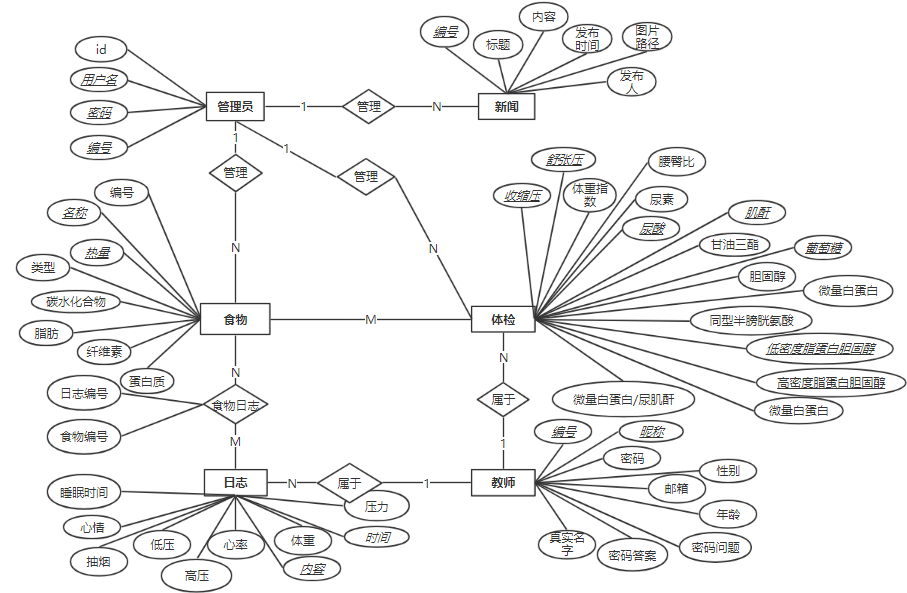 id
用户名
密码
编号
管理员
1
管理
N
新闻
编号
标题
内容
发布
时间
图片
路径
发布
人
1
管理
N
1
管理
N
编号
名称
热量
类型
碳水化合物
脂肪
纤维素
蛋白质
食物
M
体检
收缩压
舒张压
体重指
数
腰臀比
尿素
尿酸
肌酐
甘油三酯
葡萄糖
胆固醇
微量白蛋白
同型半胱氨酸
低密度脂蛋白胆固醇
高密度脂蛋白胆固醇
微量白蛋白
微量白蛋白/尿肌酐
N
食物日志
M
日志编号
食物编号
N
属于
1
日志
N
属于
1
教师
编号
昵称
密码
性别
邮箱
年龄
密码问题
密码答案
真实名
字
睡眠时间
心情
抽烟
低压
高压
心率
内容
体重
时间
压力